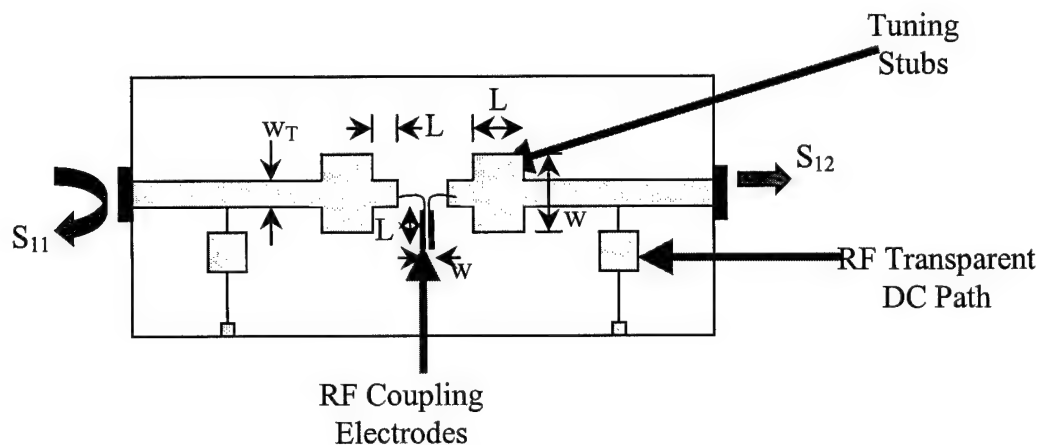 Tuning
Stubs
L
w_T
L
S_12
S_11
L
w
w
RF Transparent
DC Path
RF Coupling
Electrodes